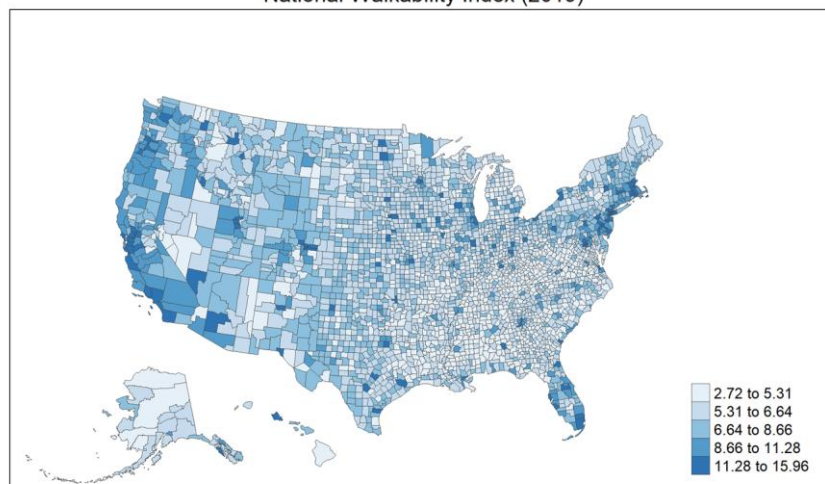 National Walkability Index (2019)
2.72 to 5.31
5.31 to 6.64
6.64 to 8.66
8.66 to 11.28
11.28 to 15.96